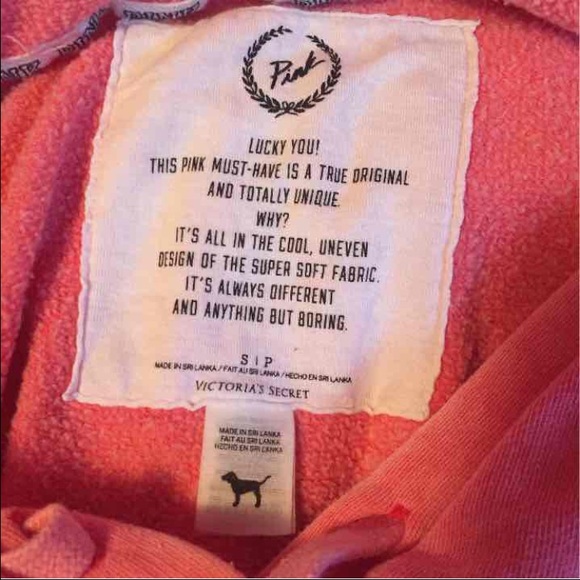 Pink
LUCKY YOU!
THIS PINK MUST-HAVE IS A TRUE ORIGINAL
AND TOTALLY UNIQUE.
WHY?
IT'S ALL IN THE COOL, UNEVEN
DESIGN OF THE SUPER SOFT FABRIC.
IT'S ALWAYS DIFFERENT
AND ANYTHING BUT BORING.
S | P
MADE IN SRI LANKA / FAIT AU SRI LANKA / HECHO EN SRI LANKA
VICTORIA'S SECRET
MADE IN SRI LANKA
FAIT AU SRI LANKA
HECHO EN SRI LANKA